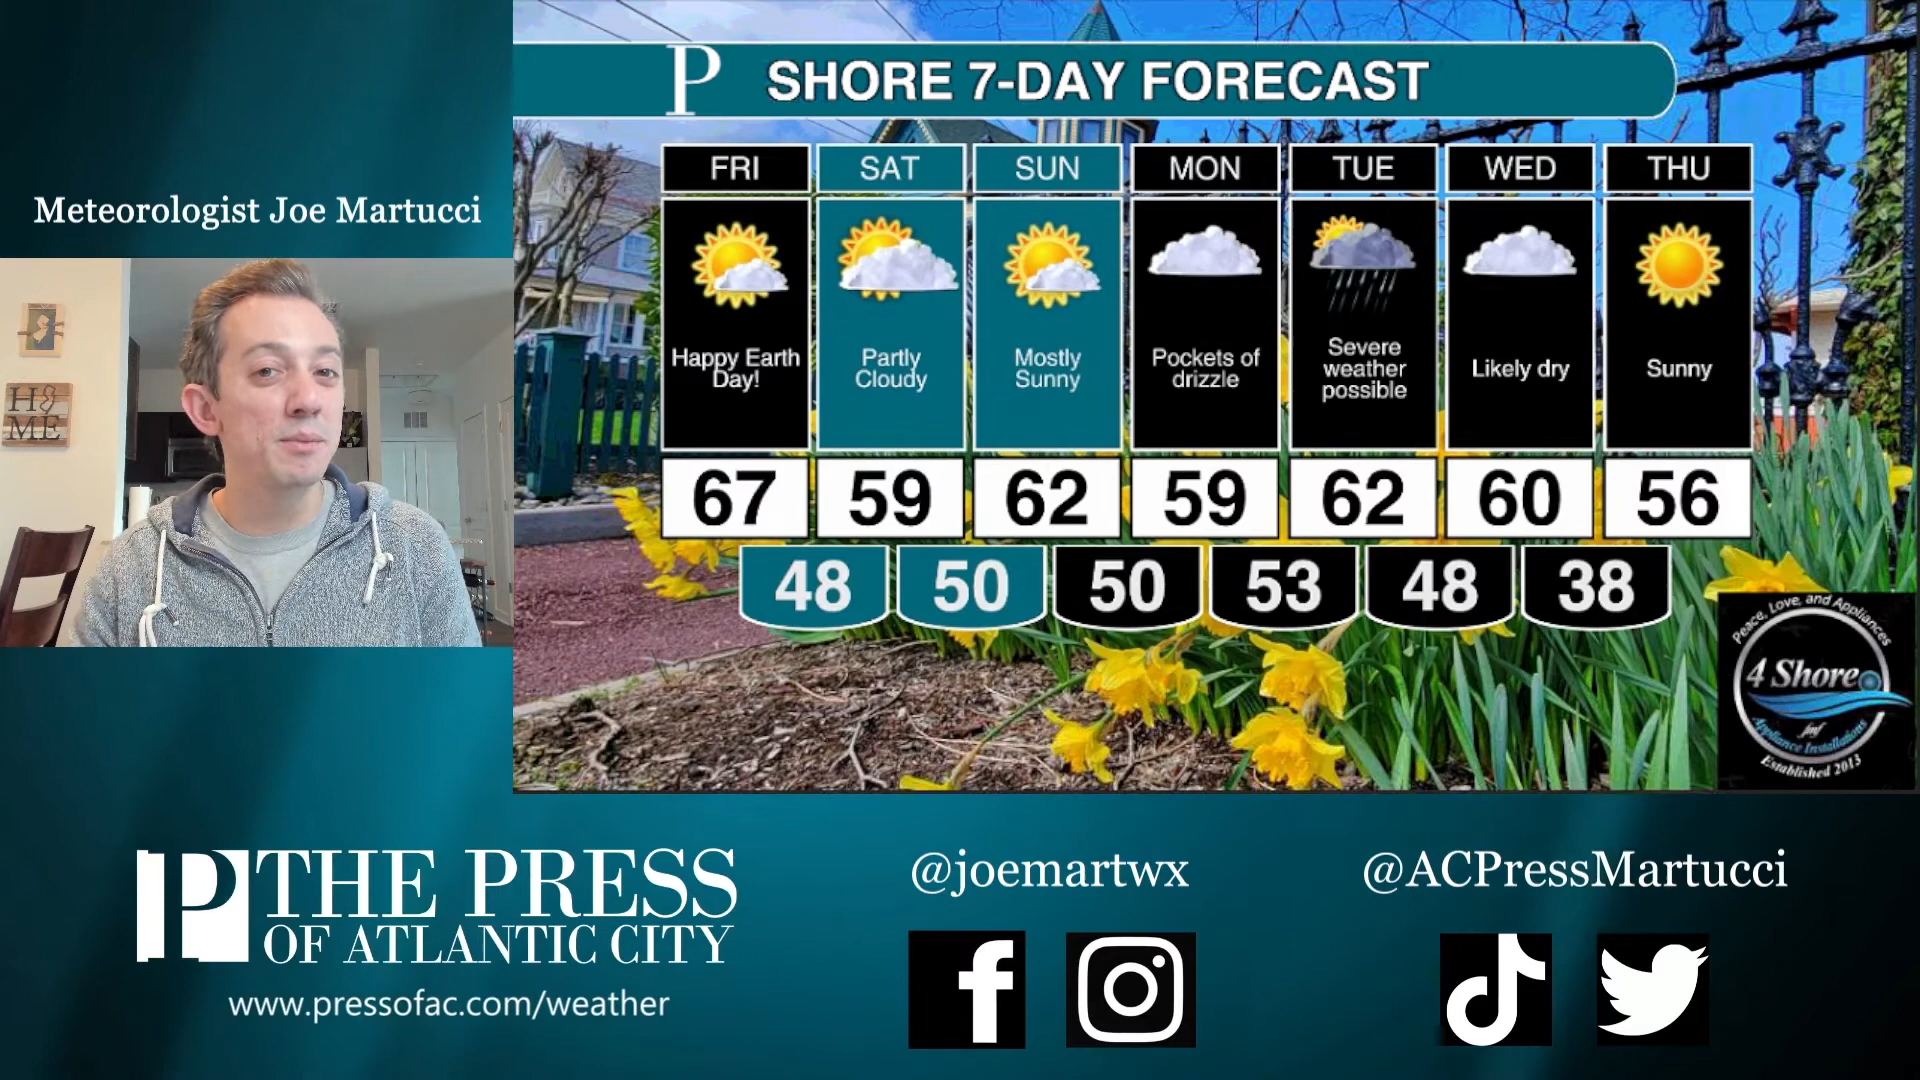 P SHORE 7-DAY FORECAST
Meteorologist Joe Martucci
H
ME
FRI SAT SUN MON TUE WED THU
Happy Earth
Day!
Partly
Cloudy
Mostly
Sunny
Pockets of
drizzle
Severe
weather
possible
Likely dry
Sunny
67 59 62 59 62 60 56
48 50 50 53 48 38
Peace, Love, and Appliances
4 Shore
Appliance Installations
Established 2013
P THE PRESS
OF ATLANTIC CITY
www.pressofac.com/weather
@joemartwx
@ACPressMartucci